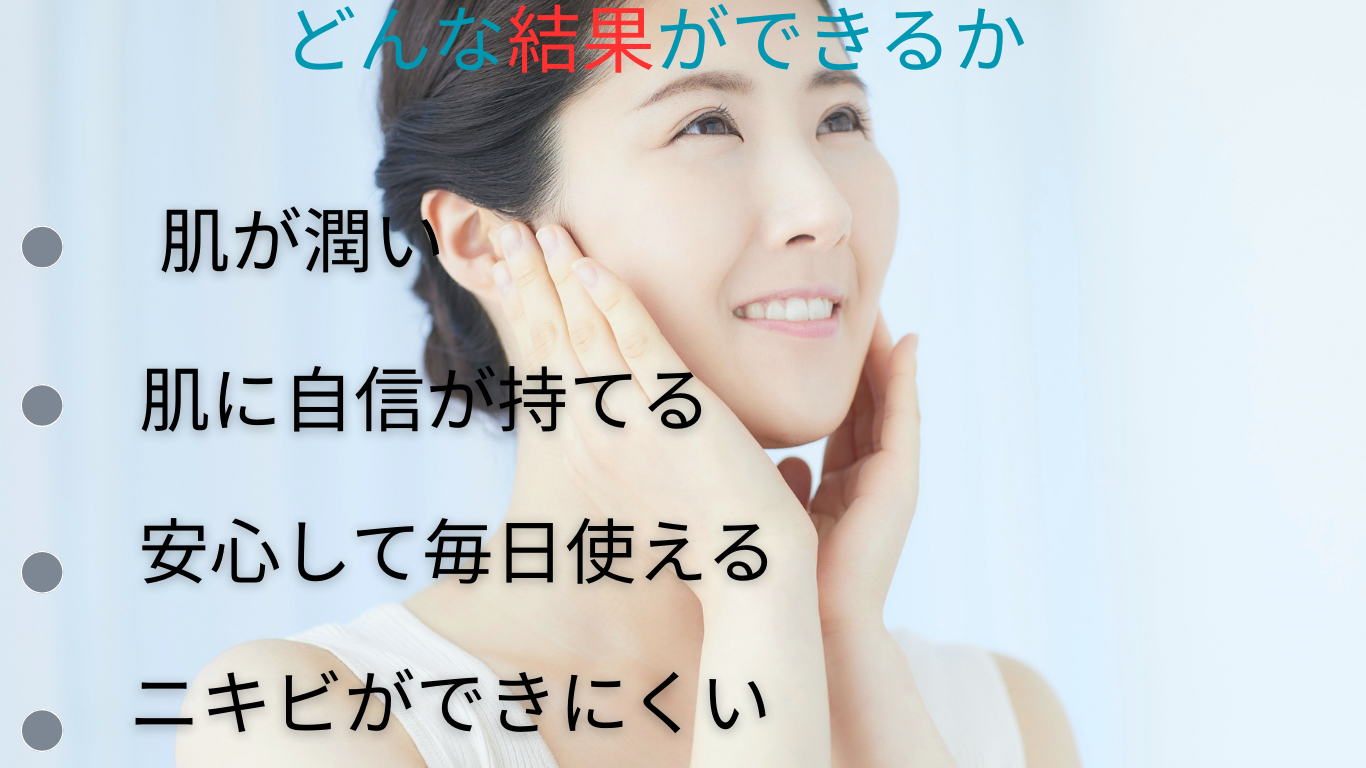 どんな結果ができるか
肌が潤い
肌に自信が持てる
安心して毎日使える
ニキビができにくい